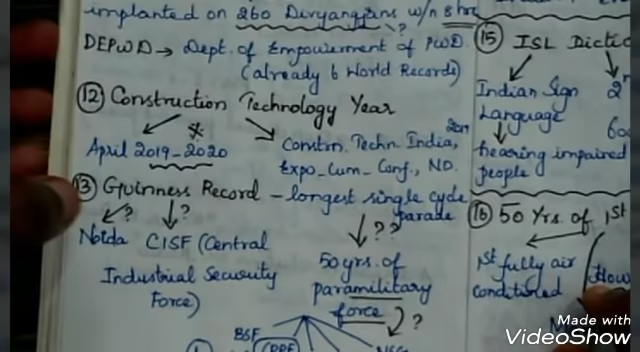 implanted on 260 Divyangjans w/n 8 hrs
?
DEPWD → Dept. of Empowerment of PWD.
(already 6 World Records)
⑫ Construction Technology Year
*
April 2019-2020
Constrn. Techn. India,
Expo-cum-Conf., ND.
⑬ Guinness Record - longest single cycle
parade
? ? ??
Noida CISF (Central
Industrial Security
Force)
50 yrs. of
paramilitary
force ?
BSF
⑮ ISL Dictio
Indian Sign
Language
hearing impaired
people
⑯ 50 Yrs. of 1st
1st fully air
conditioned
Made with
VideoShow